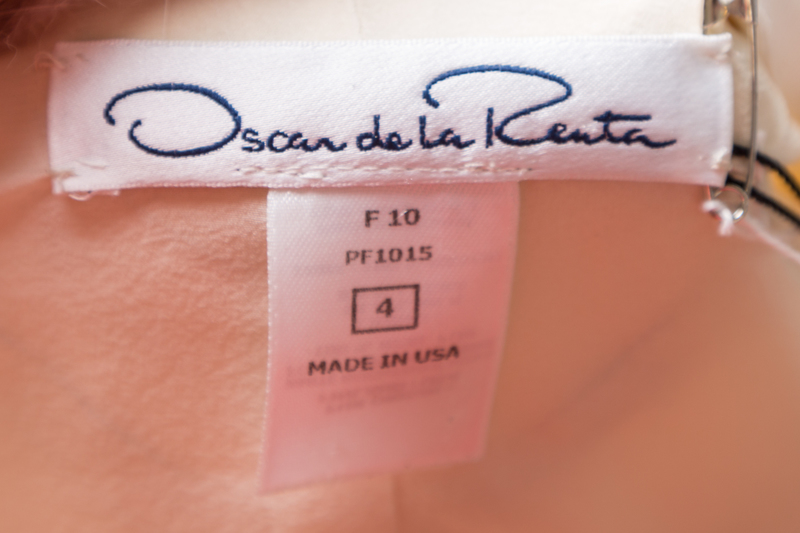 Oscar de la Renta
F 10
PF1015
4
MADE IN USA